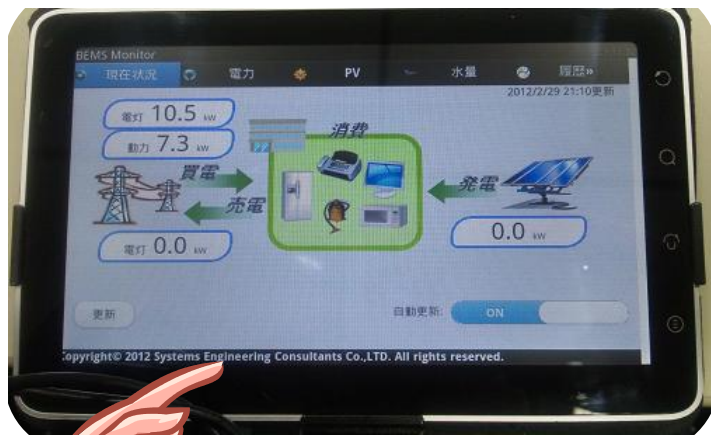 BEMS Monitor
現在状況 電力 PV 水量 履歴»
2012/2/29 21:10更新
電灯 10.5 kW
動力 7.3 kW
消費
買電
売電
発電
電灯 0.0 kW
0.0 kW
更新
自動更新: ON
Copyright© 2012 Systems Engineering Consultants Co.,LTD. All rights reserved.